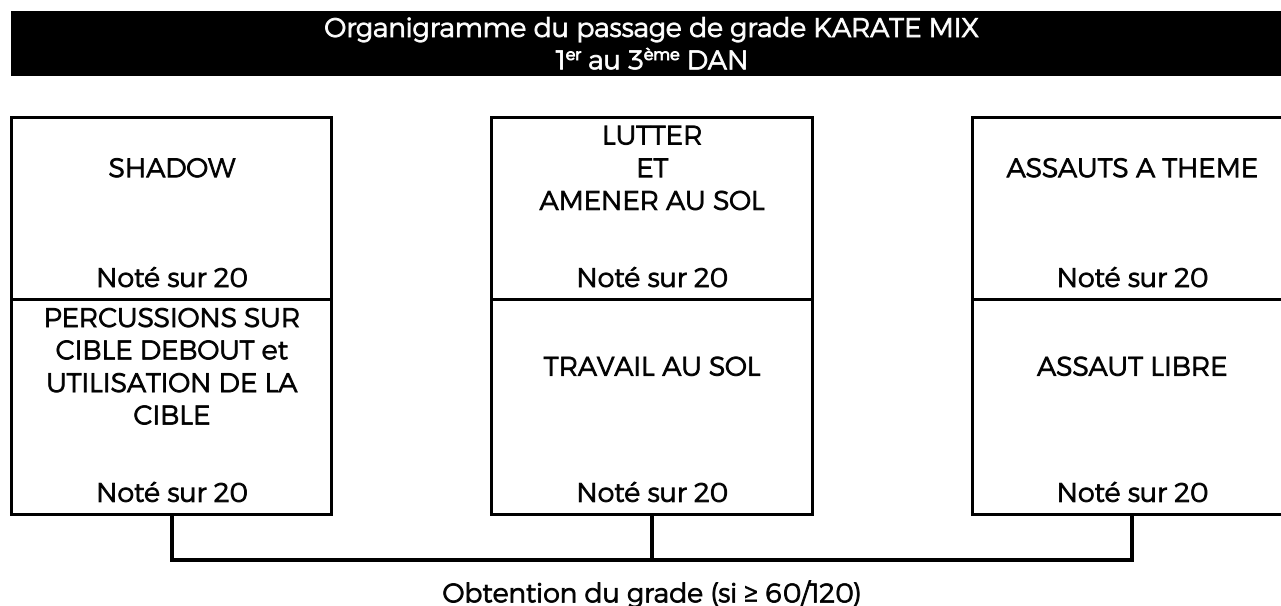 Organigramme du passage de grade KARATE MIX
1er au 3ème DAN
SHADOW
Noté sur 20
PERCUSSIONS SUR
CIBLE DEBOUT et
UTILISATION DE LA
CIBLE
Noté sur 20
LUTTER
ET
AMENER AU SOL
Noté sur 20
TRAVAIL AU SOL
Noté sur 20
ASSAUTS A THEME
Noté sur 20
ASSAUT LIBRE
Noté sur 20
Obtention du grade (si ≥ 60/120)